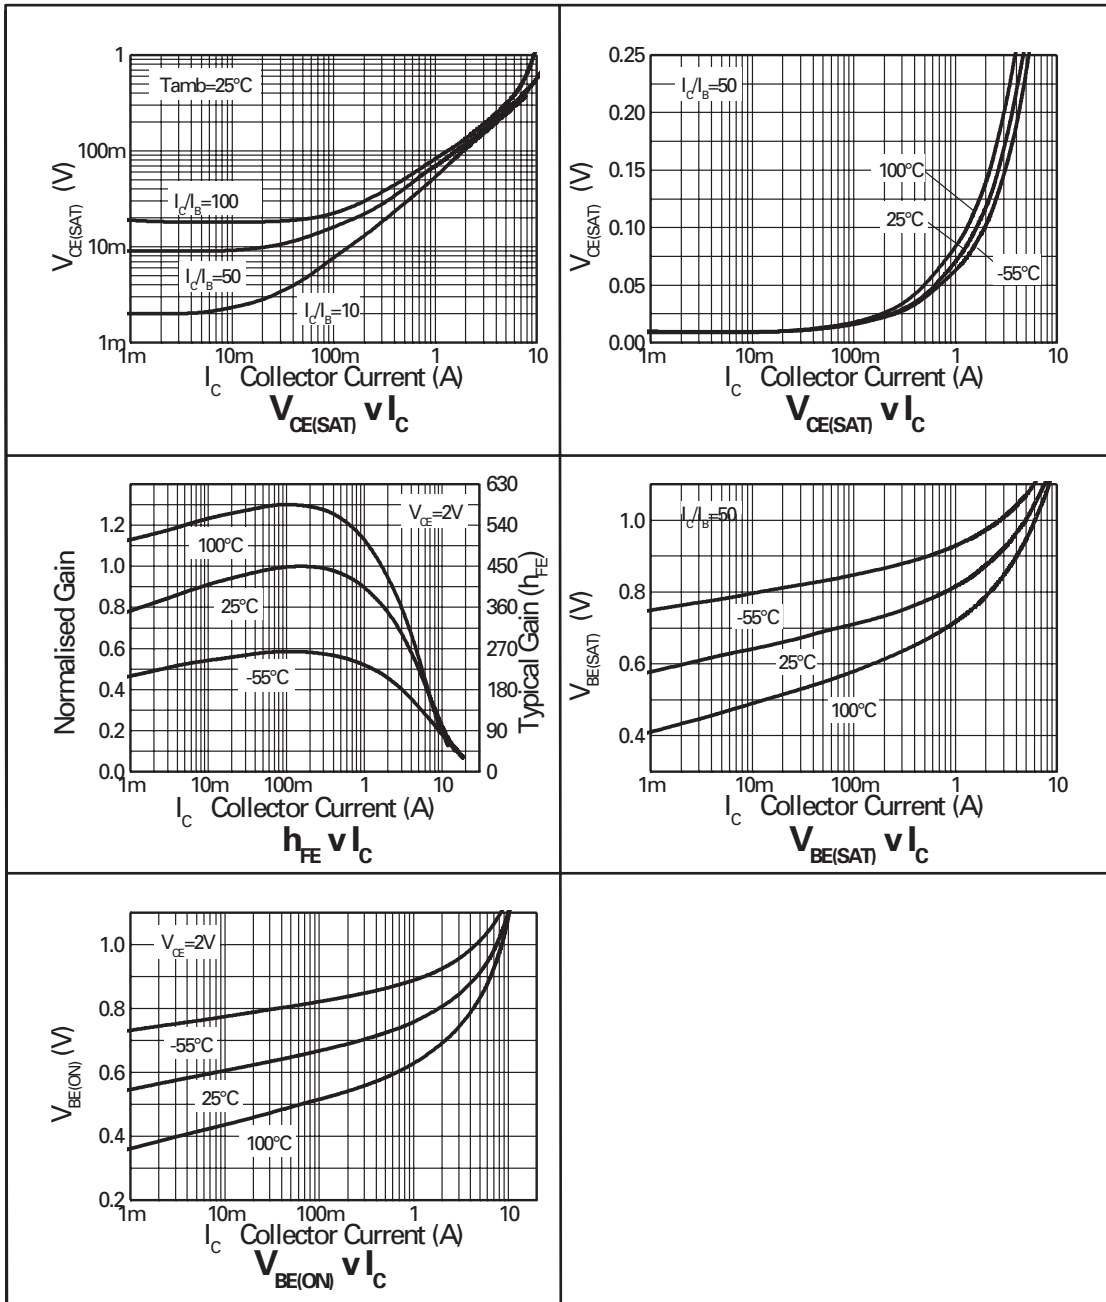 1
100m
10m
1m
V_CE(SAT) (V)
Tamb=25°C
I_C/I_B=100
I_C/I_B=50
I_C/I_B=10
1m 10m 100m 1 10
I_C Collector Current (A)
V_CE(SAT) v I_C
0.25
0.20
0.15
0.10
0.05
0.00
V_CE(SAT) (V)
I_C/I_B=50
100°C
25°C
-55°C
1m 10m 100m 1 10
I_C Collector Current (A)
V_CE(SAT) v I_C
1.2
1.0
0.8
0.6
0.4
0.2
0.0
Normalised Gain
V_CE=2V
100°C
25°C
-55°C
630
540
450
360
270
180
90
0
Typical Gain (h_FE)
1m 10m 100m 1 10
I_C Collector Current (A)
h_FE v I_C
1.0
0.8
0.6
0.4
V_BE(SAT) (V)
I_C/I_B=50
-55°C
25°C
100°C
1m 10m 100m 1 10
I_C Collector Current (A)
V_BE(SAT) v I_C
1.0
0.8
0.6
0.4
0.2
V_BE(ON) (V)
V_CE=2V
-55°C
25°C
100°C
1m 10m 100m 1 10
I_C Collector Current (A)
V_BE(ON) v I_C